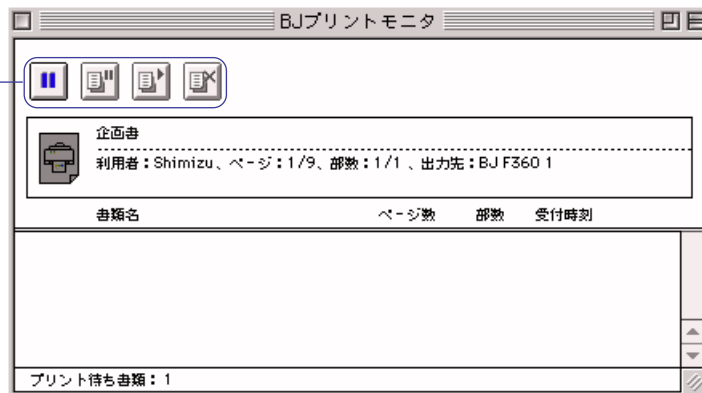 BJプリントモニタ
企画書
利用者：Shimizu、ページ：1/9、部数：1/1 、出力先：BJ F360 1
書類名 ページ数 部数 受付時刻
プリント待ち書類：1